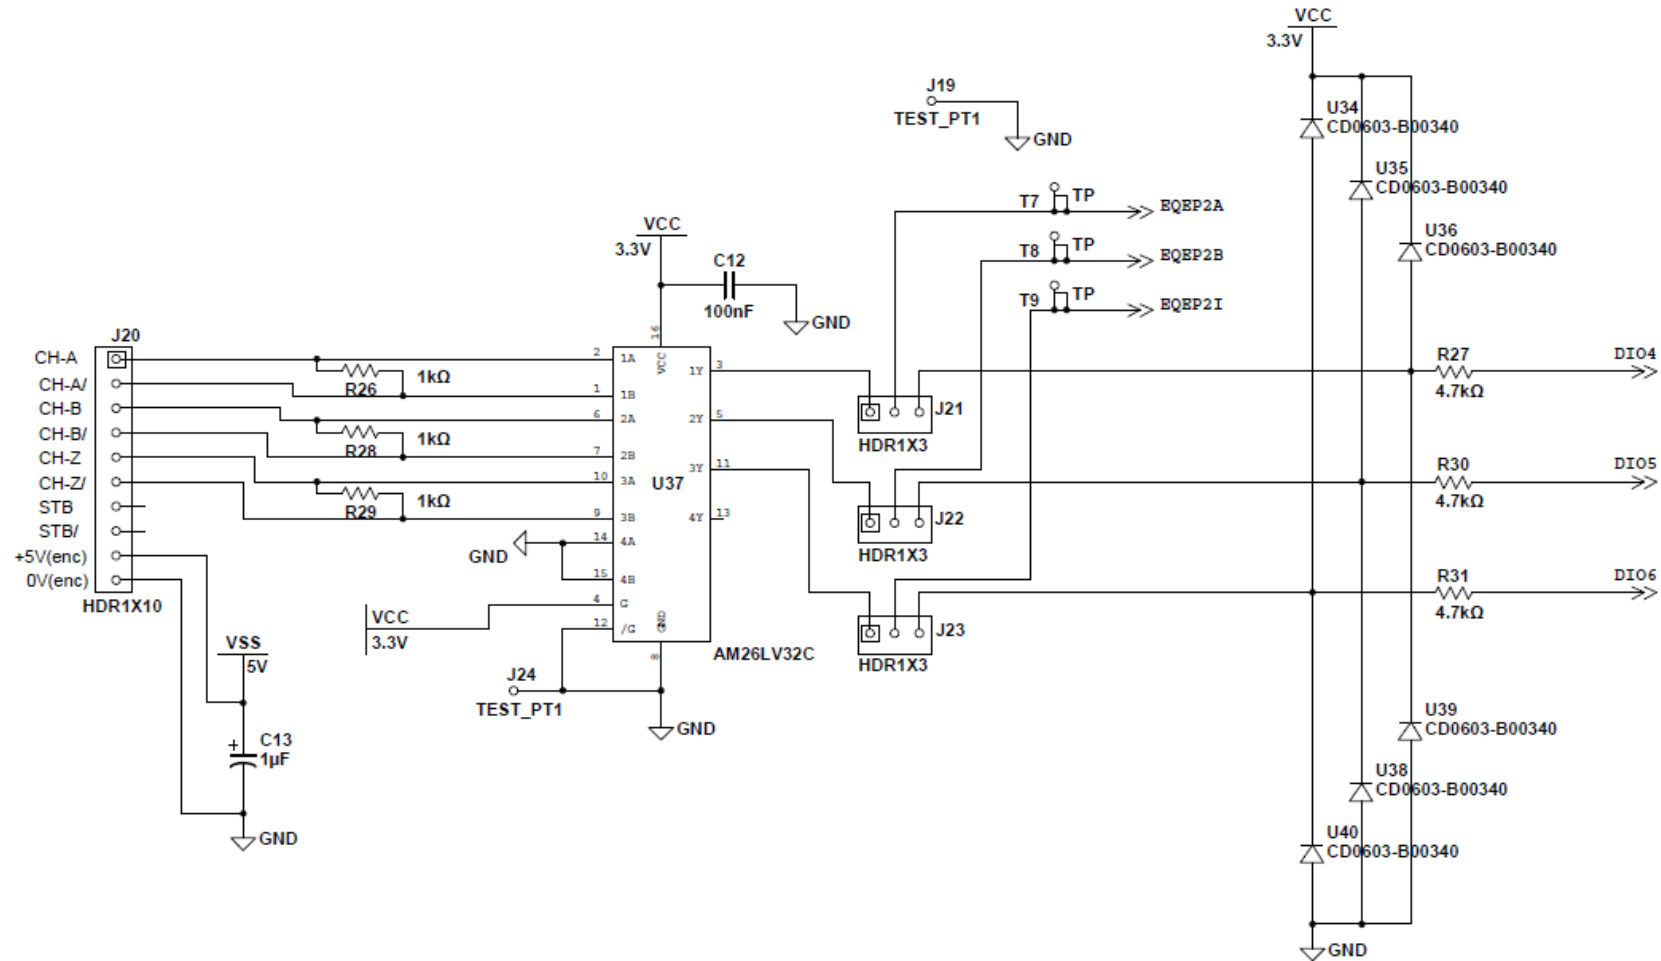 VCC
3.3V
J19
TEST_PT1
GND
U34
CD0603-B00340
U35
CD0603-B00340
T7 TP EQEP2A
U36
CD0603-B00340
VCC
3.3V
T8 TP EQEP2B
C12
100nF
GND
T9 TP EQEP2I
J20
CH-A
CH-A/
CH-B
CH-B/
CH-Z
CH-Z/
STB
STB/
+5V(enc)
0V(enc)
HDR1X10
1kΩ
R26
1kΩ
R28
1kΩ
R29
16
VCC
2 1A
1 1B
6 2A
7 2B
10 3A
9 3B
14 4A
15 4B
4 G
12 /G
1Y 3
2Y 5
3Y 11
4Y 13
U37
GND
8
AM26LV32C
GND
VCC
3.3V
J24
TEST_PT1
GND
VSS
5V
C13
+
1µF
GND
J21
HDR1X3
J22
HDR1X3
J23
HDR1X3
R27
4.7kΩ
DIO4
R30
4.7kΩ
DIO5
R31
4.7kΩ
DIO6
U39
CD0603-B00340
U38
CD0603-B00340
U40
CD0603-B00340
GND